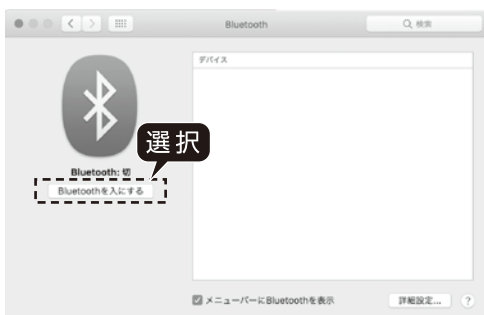 Bluetooth
検索
デバイス
選択
Bluetooth: 切
Bluetoothを入にする
メニューバーにBluetoothを表示
詳細設定...
?